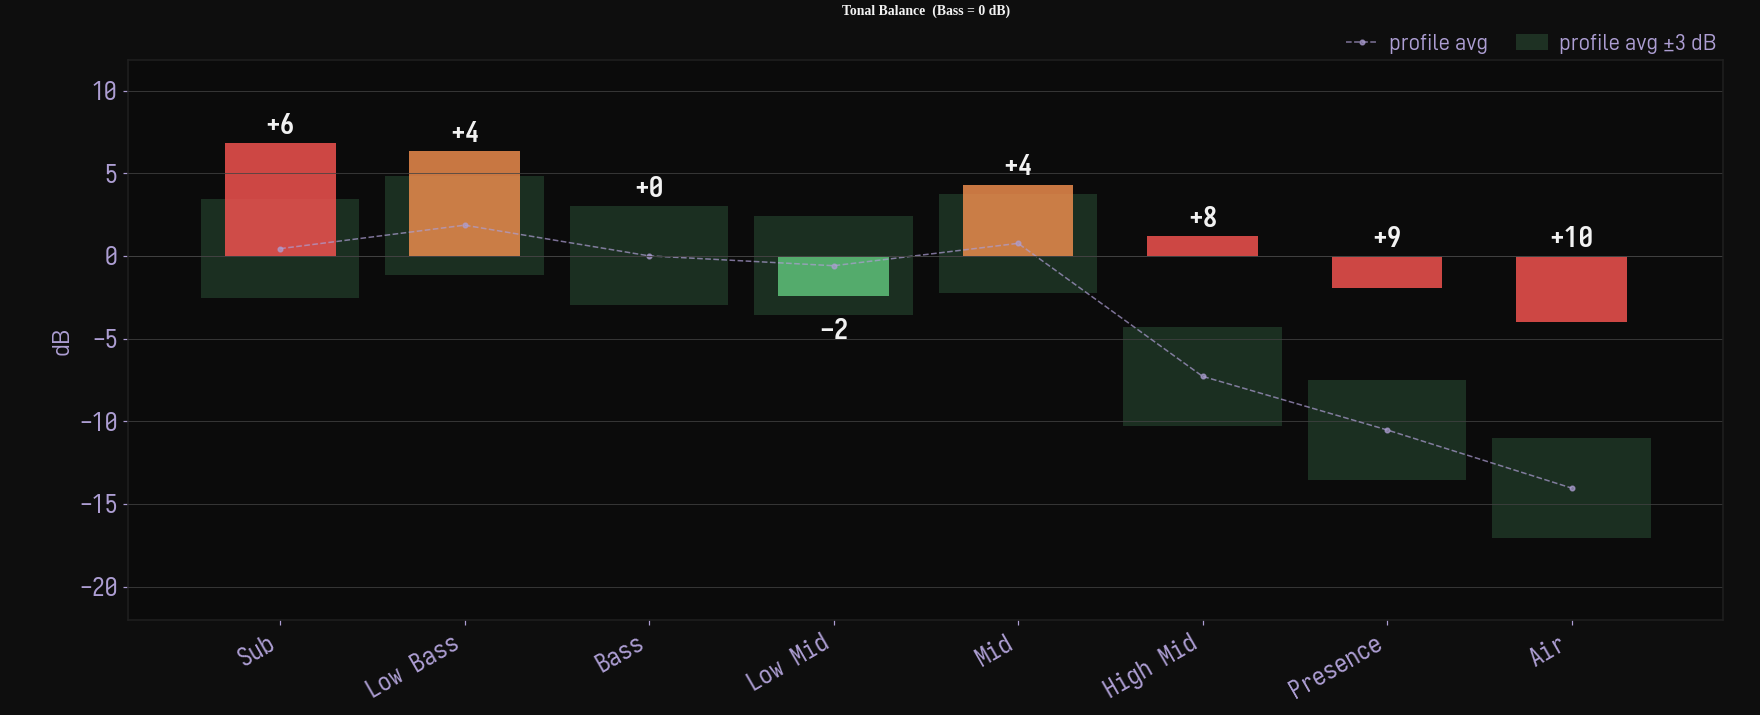 Tonal Balance (Bass = 0 dB)
profile avg
profile avg ±3 dB
10
5
0
−5
−10
−15
−20
dB
+6
+4
+0
−2
+4
+8
+9
+10
Sub
Low Bass
Bass
Low Mid
Mid
High Mid
Presence
Air